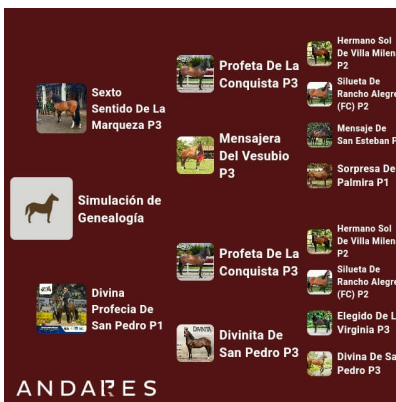 Sexto
Sentido De La
Marqueza P3
Simulación de
Genealogía
Divina
Profecia De
San Pedro P1
Profeta De La
Conquista P3
Mensajera
Del Vesubio
P3
Profeta De La
Conquista P3
Divinita De
San Pedro P3
Hermano Sol
De Villa Milen
P2
Silueta De
Rancho Alegre
(FC) P2
Mensaje De
San Esteban P
Sorpresa De
Palmira P1
Hermano Sol
De Villa Milen
P2
Silueta De
Rancho Alegre
(FC) P2
Elegido De L
Virginia P3
Divina De Sa
Pedro P3
DIVINITA
ANDARES